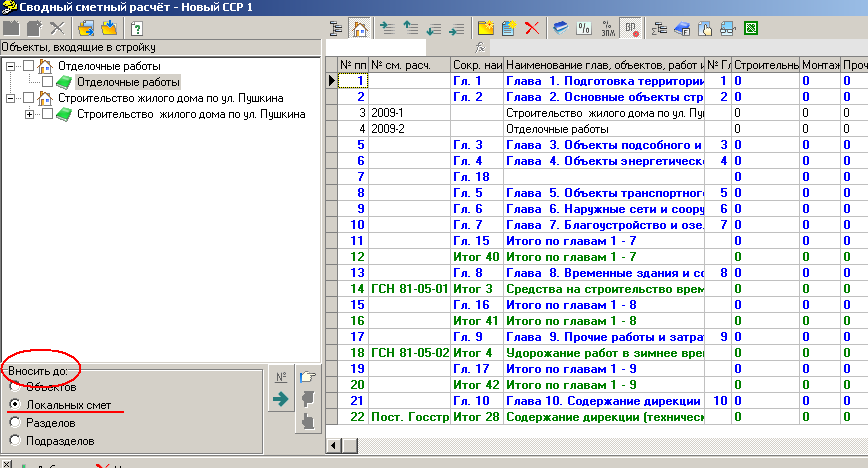 Сводный сметный расчёт - Новый ССР 1
Объекты, входящие в стройку
Отделочные работы
Отделочные работы
Строительство жилого дома по ул. Пушкина
Строительство жилого дома по ул. Пушкина
Вносить до:
Объектов
Локальных смет
Разделов
Подразделов
№
% ЗПМ ВР
fx
№ пп № см. расч. Сокр. наи Наименование глав, объектов, работ и № Гл Строительны Монтаж Проч
1 Гл. 1 Глава 1. Подготовка территории 1 0 0 0
2 Гл. 2 Глава 2. Основные объекты стр 2 0 0 0
3 2009-1 Строительство жилого дома по ул. Пуш 0 0 0
4 2009-2 Отделочные работы 0 0 0
5 Гл. 3 Глава 3. Объекты подсобного и 3 0 0 0
6 Гл. 4 Глава 4. Объекты энергетическо 4 0 0 0
7 Гл. 18 0 0 0
8 Гл. 5 Глава 5. Объекты транспортног 5 0 0 0
9 Гл. 6 Глава 6. Наружные сети и соору 6 0 0 0
10 Гл. 7 Глава 7. Благоустройство и озе. 7 0 0 0
11 Гл. 15 Итого по главам 1 - 7 0 0 0
12 Итог 40 Итого по главам 1 - 7 0 0 0
13 Гл. 8 Глава 8. Временные здания и со 8 0 0 0
14 ГСН 81-05-01 Итог 3 Средства на строительство врем 0 0 0
15 Гл. 16 Итого по главам 1 - 8 0 0 0
16 Итог 41 Итого по главам 1 - 8 0 0 0
17 Гл. 9 Глава 9. Прочие работы и затра 9 0 0 0
18 ГСН 81-05-02 Итог 4 Удорожание работ в зимнее вре 0 0 0
19 Гл. 17 Итого по главам 1 - 9 0 0 0
20 Итог 42 Итого по главам 1 - 9 0 0 0
21 Гл. 10 Глава 10. Содержание дирекции 10 0 0 0
22 Пост. Госстр Итог 28 Содержание дирекции (техничес 0 0 0